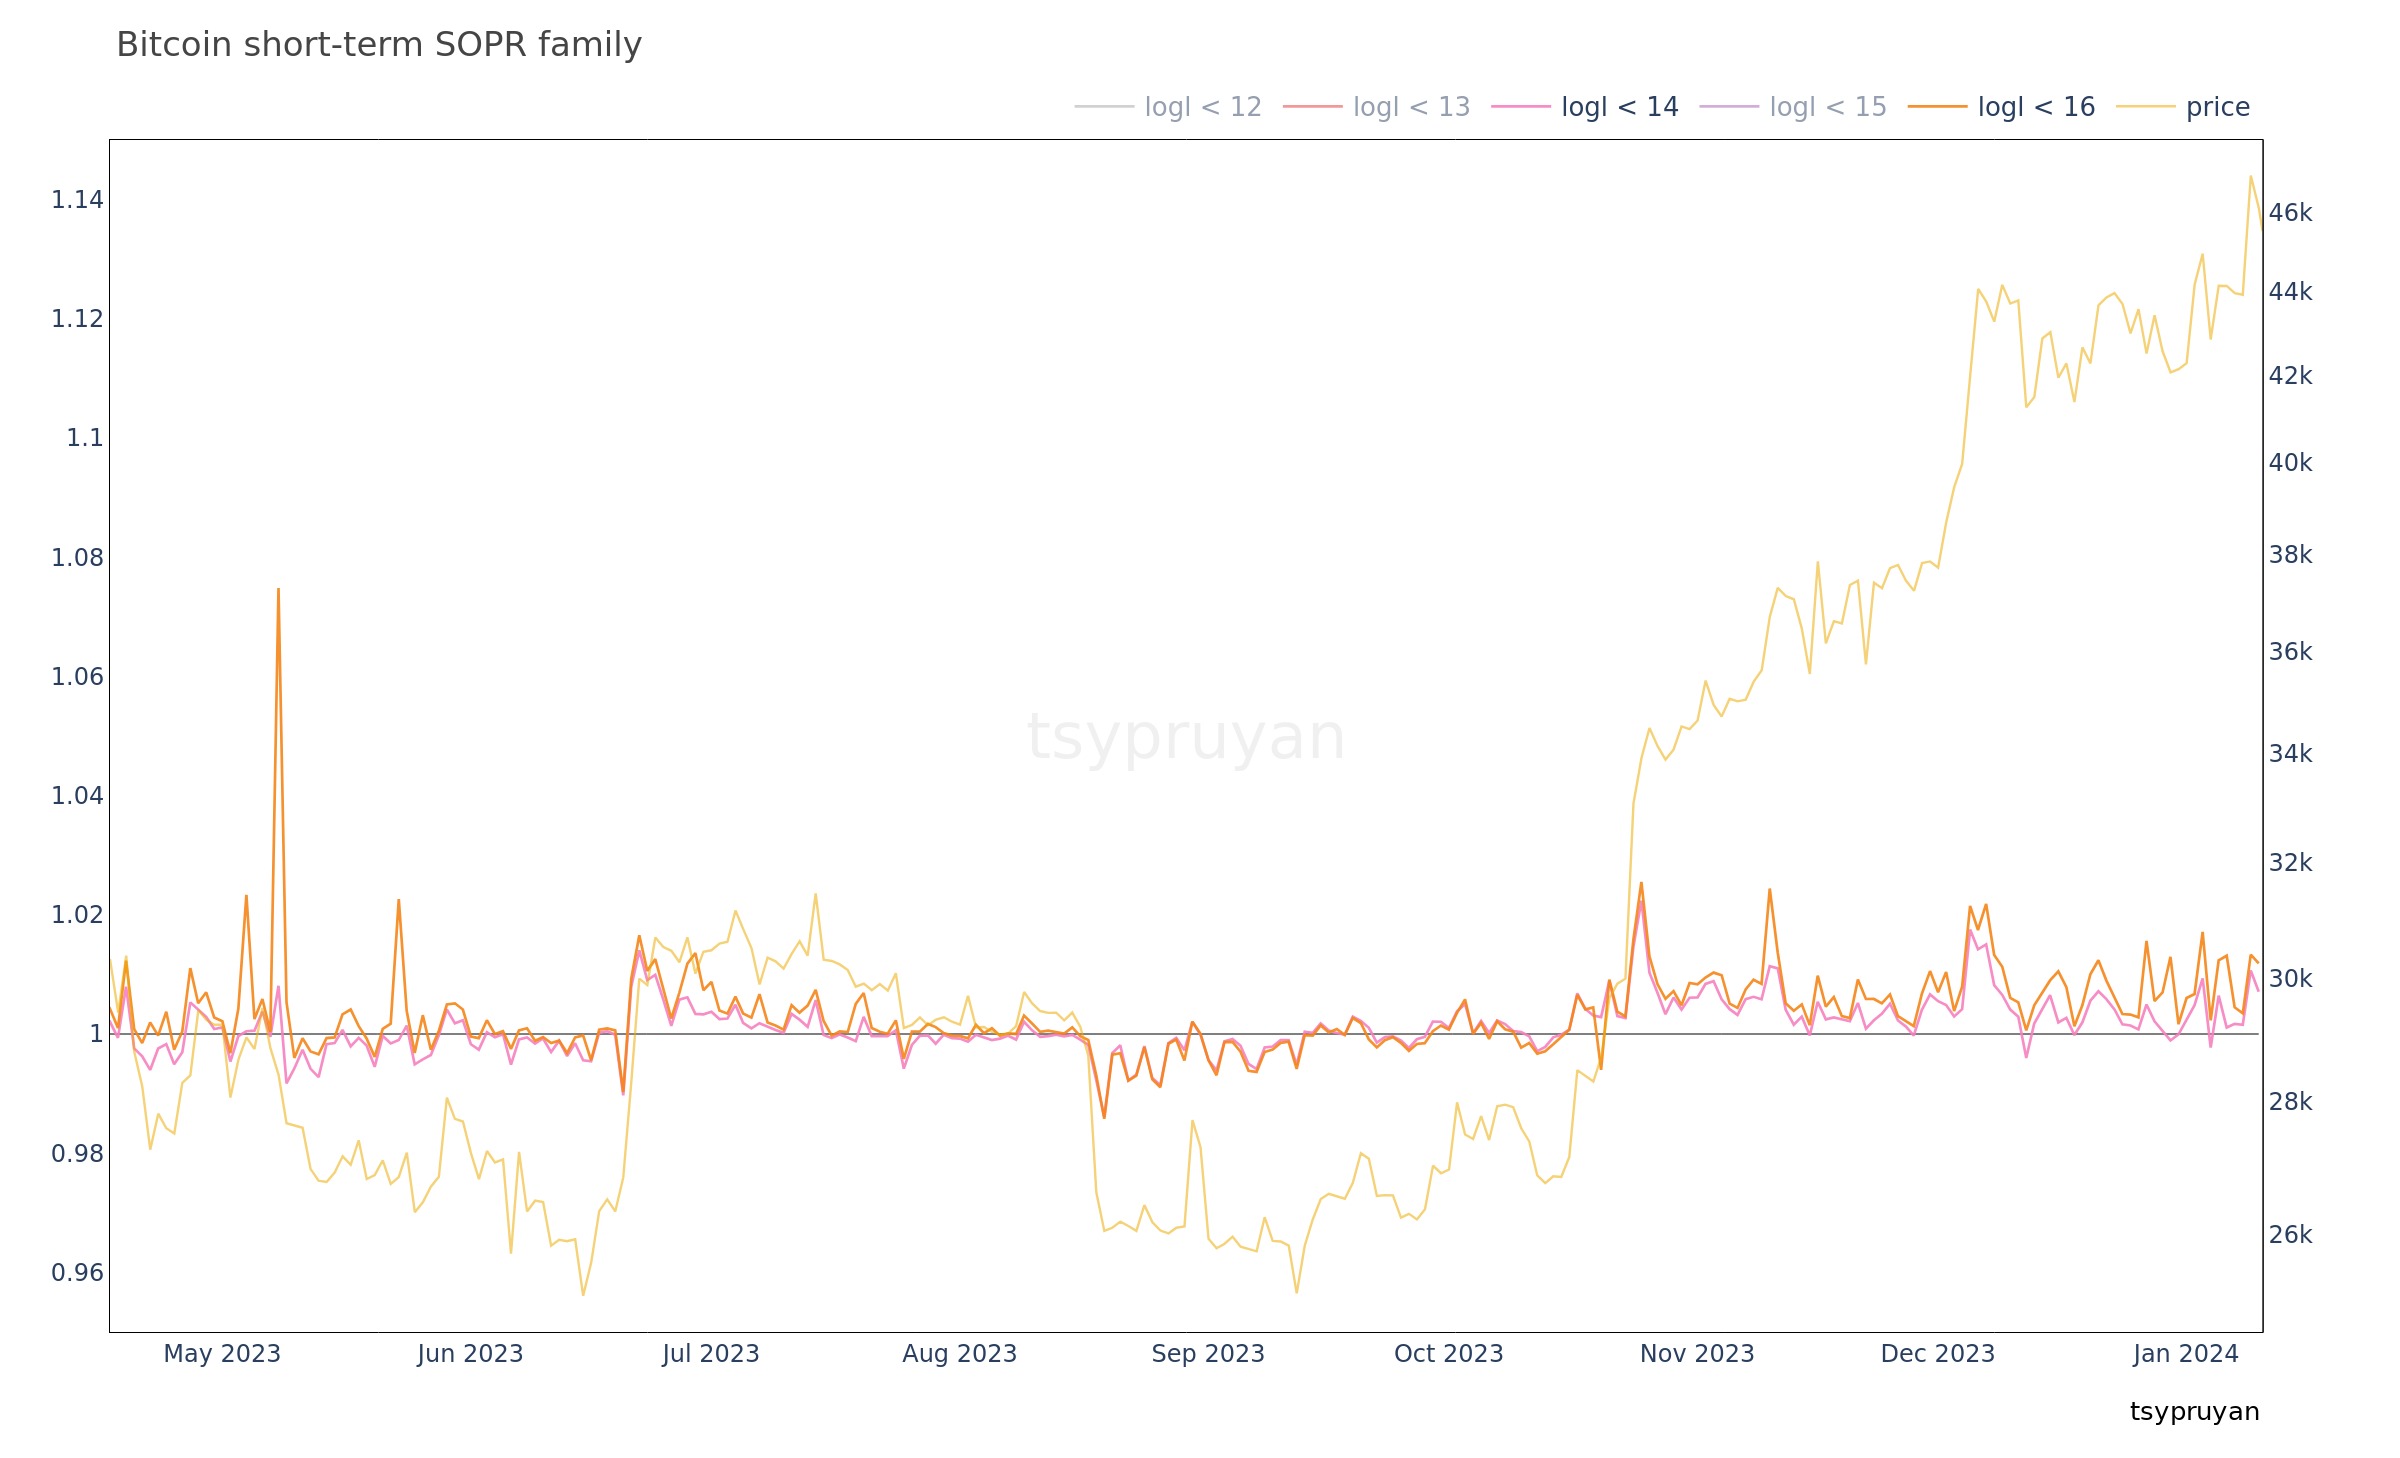 Bitcoin short-term SOPR family
logl < 12 logl < 13 logl < 14 logl < 15 logl < 16 price
1.14
1.12
1.1
1.08
1.06
1.04
1.02
1
0.98
0.96
46k
44k
42k
40k
38k
36k
34k
32k
30k
28k
26k
tsypruyan
May 2023 Jun 2023 Jul 2023 Aug 2023 Sep 2023 Oct 2023 Nov 2023 Dec 2023 Jan 2024
tsypruyan